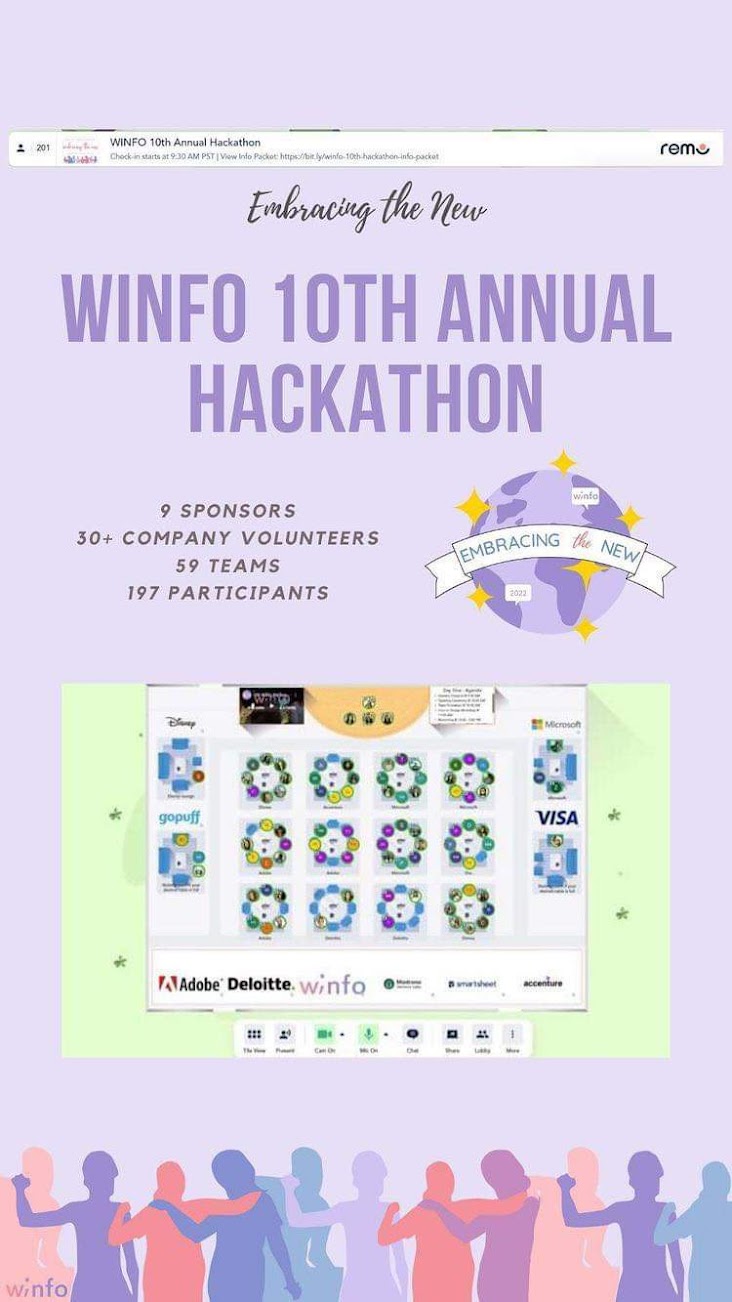 201
WINFO 10th Annual Hackathon
Check-in starts at 9:30 AM PST | View Info Packet: https://bit.ly/winfo-10th-hackathon-info-packet
remo
Embracing the New
WINFO 10TH ANNUAL
HACKATHON
9 SPONSORS
30+ COMPANY VOLUNTEERS
59 TEAMS
197 PARTICIPANTS
winfo
EMBRACING the NEW
2022
Day One - Agenda
Disney
Microsoft
gopuff
VISA
Adobe
Deloitte.
winfo
smartsheet
accenture
Tile View
Present
Cam On
Mic On
Chat
Share
Lobby
More
winfo